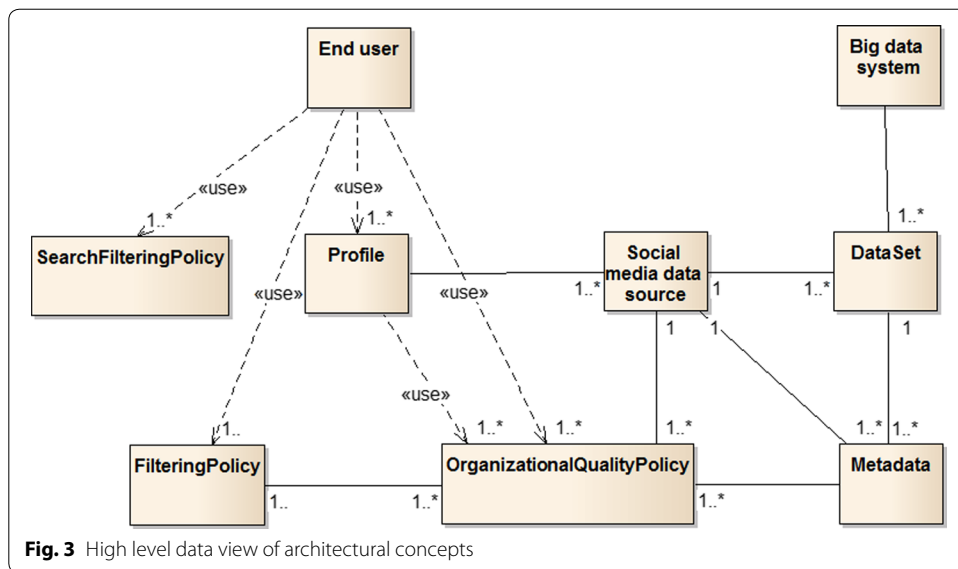 End user
Big data
system
«use»
«use»
1..*
1..*
1..*
SearchFilteringPolicy
Profile
Social
media data
source
DataSet
1..*
1
1..*
«use»
«use»
1
1
1
«use»
1..
1..*
1..*
1..*
1..*
1..*
FilteringPolicy
OrganizationalQualityPolicy
Metadata
1..
1..*
1..*
Fig. 3 High level data view of architectural concepts